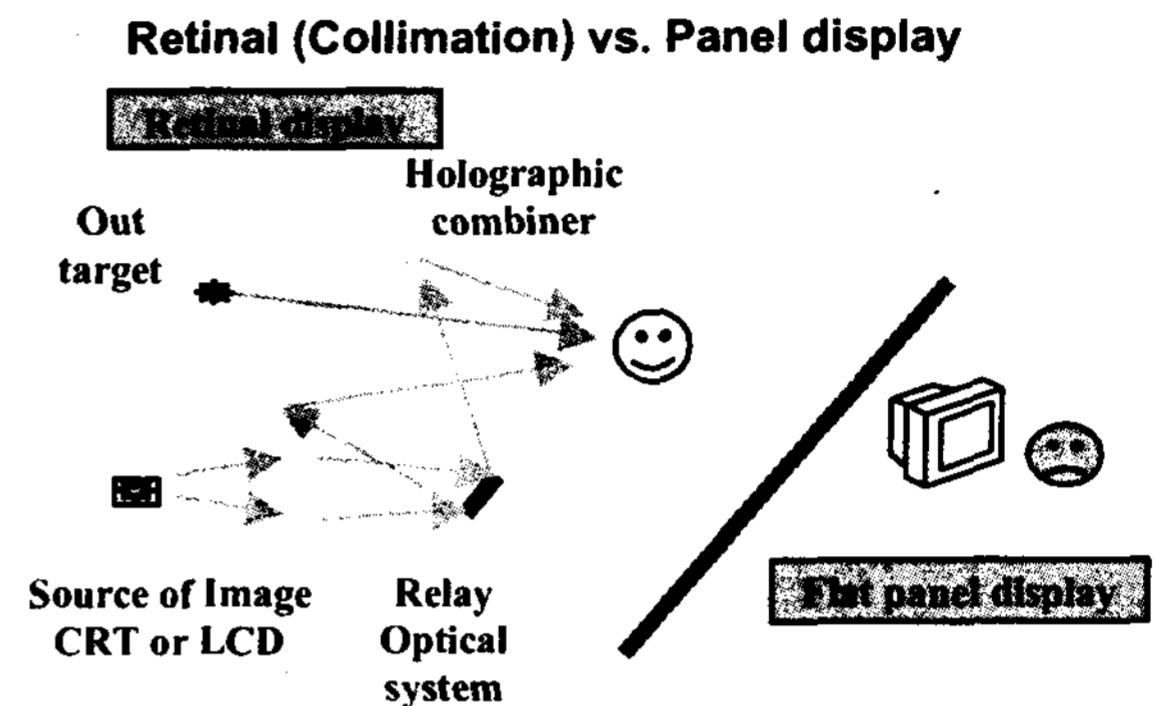 Retinal (Collimation) vs. Panel display
Retinal display
Holographic
combiner
Out
target
Source of Image
CRT or LCD
Relay
Optical
system
Flat panel display